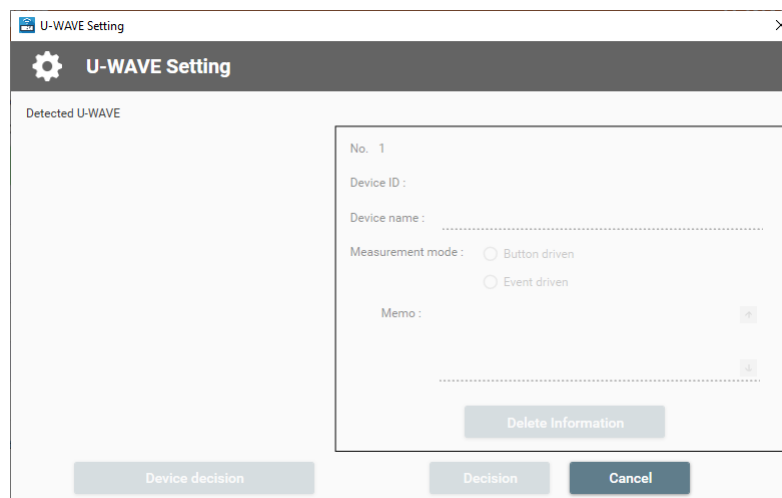 U-WAVE Setting
U-WAVE Setting
Detected U-WAVE
No. 1
Device ID :
Device name :
Measurement mode :
Button driven
Event driven
Memo :
Delete Information
Device decision
Decision
Cancel